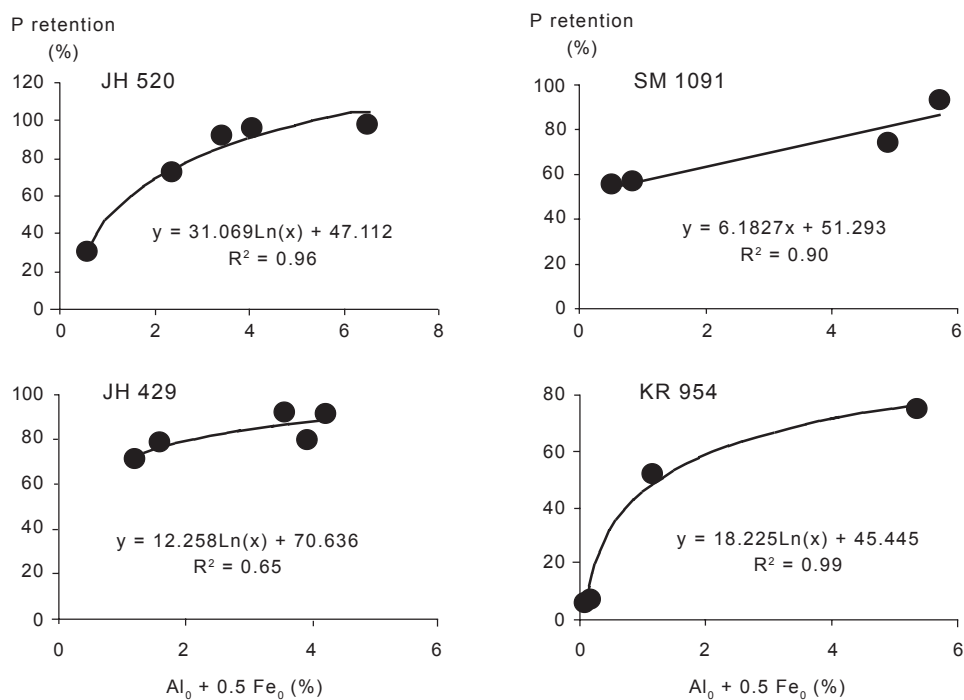 P retention
(%)
JH 520
120
100
80
60
40
20
0
0 2 4 6 8
y = 31.069Ln(x) + 47.112
R² = 0.96
P retention
(%)
SM 1091
100
80
60
40
20
0
0 2 4 6
y = 6.1827x + 51.293
R² = 0.90
JH 429
100
80
60
40
20
0
0 2 4 6
y = 12.258Ln(x) + 70.636
R² = 0.65
Al₀ + 0.5 Fe₀ (%)
KR 954
80
60
40
20
0
0 2 4 6
y = 18.225Ln(x) + 45.445
R² = 0.99
Al₀ + 0.5 Fe₀ (%)